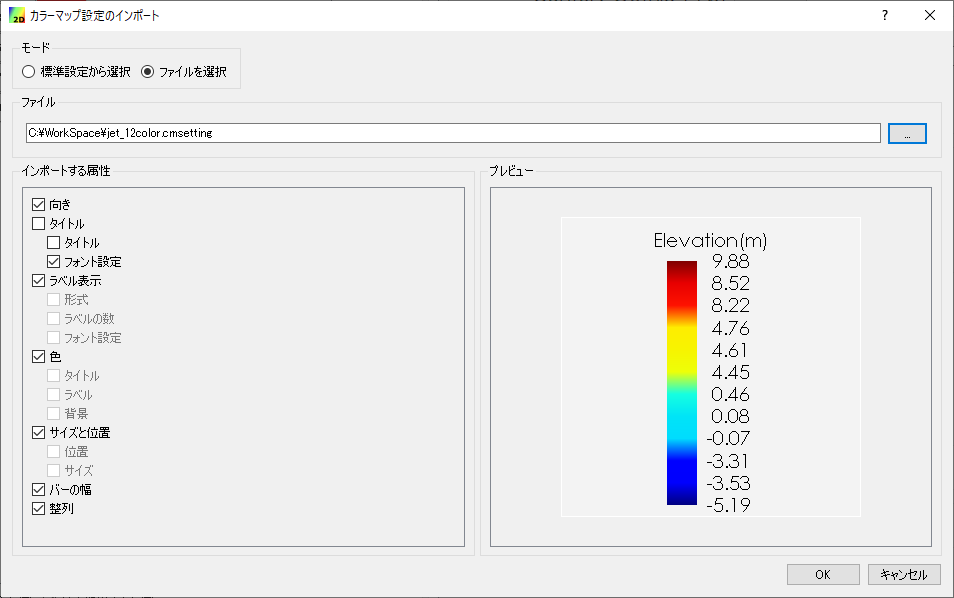 2D カラーマップ設定のインポート ?
モード
標準設定から選択 ファイルを選択
ファイル
C:¥WorkSpace¥jet_12color.cmsetting ...
インポートする属性
向き
タイトル
タイトル
フォント設定
ラベル表示
形式
ラベルの数
フォント設定
色
タイトル
ラベル
背景
サイズと位置
位置
サイズ
バーの幅
整列
プレビュー
Elevation(m)
9.88
8.52
8.22
4.76
4.61
4.45
0.46
0.08
-0.07
-3.31
-3.53
-5.19
OK キャンセル